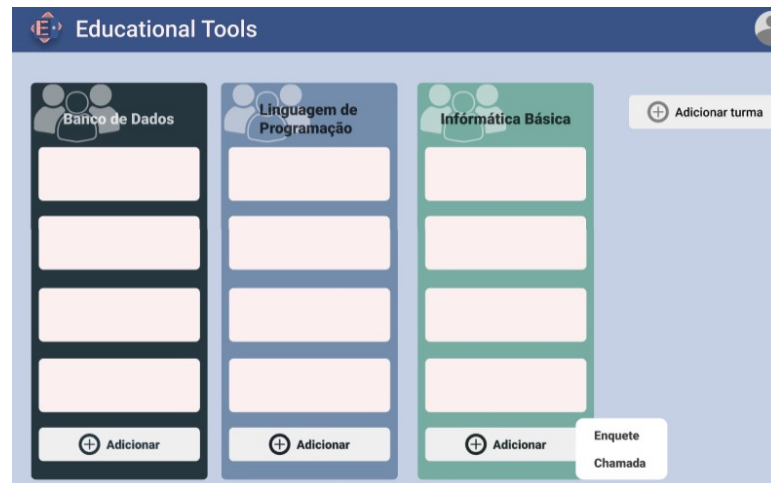 E
Educational Tools
Banco de Dados
Linguagem de
Programação
Infórmática Básica
Adicionar turma
Adicionar
Adicionar
Adicionar
Enquete
Chamada